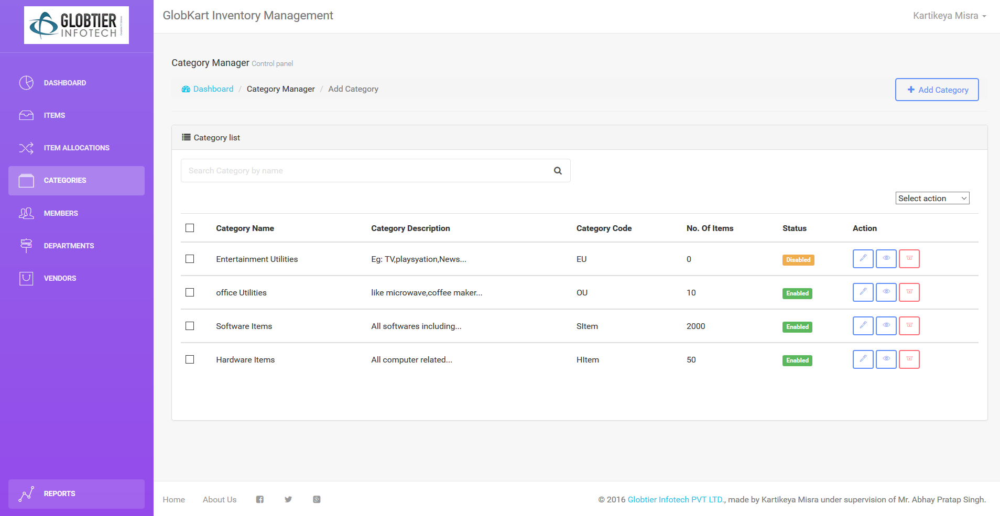 GLOBTIER
INFOTECH
GlobKart Inventory Management
Kartikeya Misra
DASHBOARD
ITEMS
ITEM ALLOCATIONS
CATEGORIES
MEMBERS
DEPARTMENTS
VENDORS
REPORTS
Category Manager Control panel
Dashboard / Category Manager / Add Category
Add Category
Category list
Search Category by name
Select action
Category Name Category Description Category Code No. Of Items Status Action
Entertainment Utilities Eg: TV,playsyation,News... EU 0 Disabled
office Utilities like microwave,coffee maker... OU 10 Enabled
Software Items All softwares including... SItem 2000 Enabled
Hardware Items All computer related... HItem 50 Enabled
Home About Us
© 2016 Globtier Infotech PVT LTD., made by Kartikeya Misra under supervision of Mr. Abhay Pratap Singh.